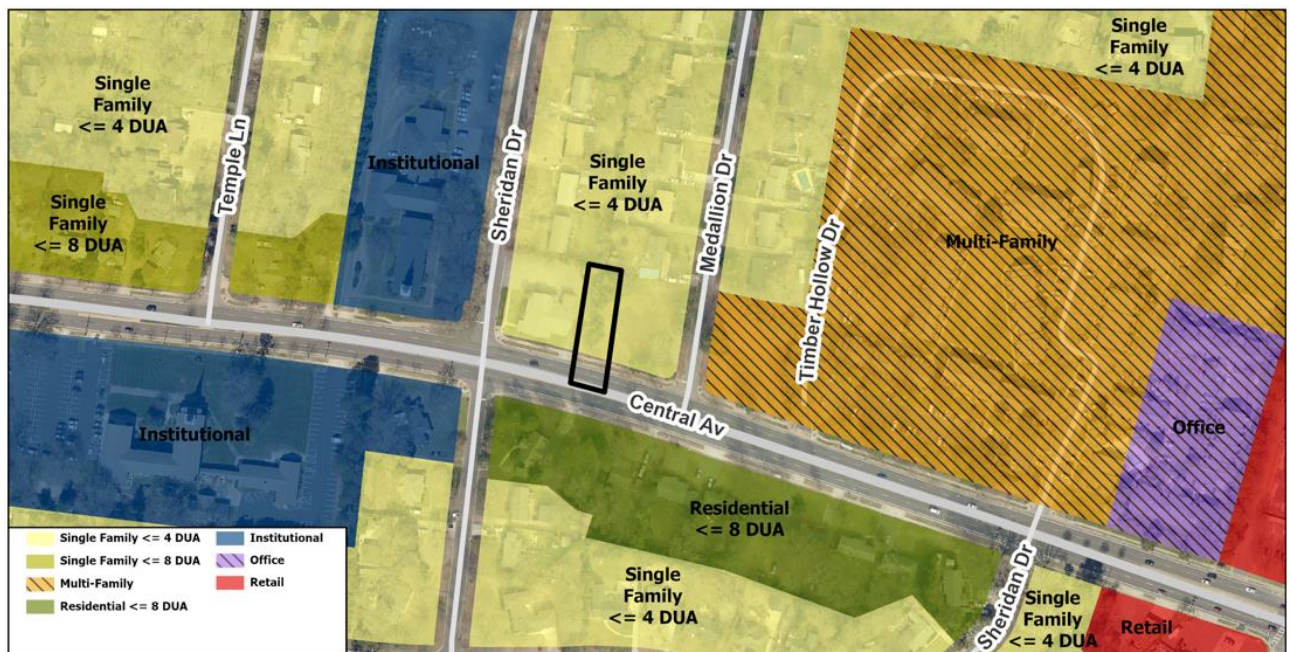 Single
Family
<= 4 DUA
Single
Family
<= 4 DUA
Temple Ln
Institutional
Sheridan Dr
Single
Family
<= 4 DUA
Medallion Dr
Single
Family
<= 8 DUA
Multi-Family
Timber Hollow Dr
Central Av
Institutional
Office
Residential
<= 8 DUA
Single
Family
<= 4 DUA
Sheridan Dr
Single
Family
<= 4 DUA
Retail
Single Family <= 4 DUA
Single Family <= 8 DUA
Multi-Family
Residential <= 8 DUA
Institutional
Office
Retail